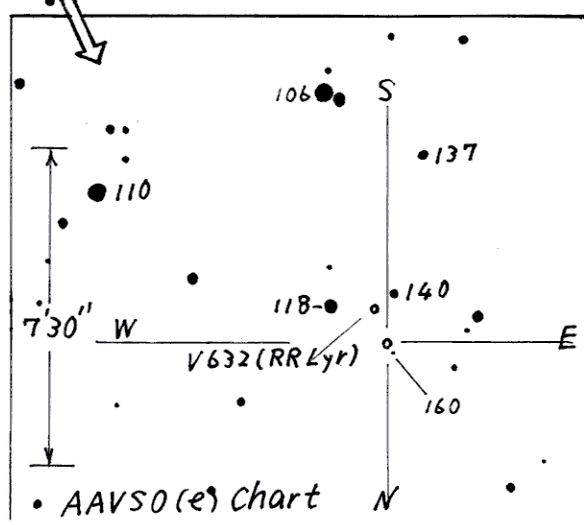 106
S
137
110
140
118
7'30"
W
E
V632(RR Lyr)
160
AAVSO(e) Chart
N